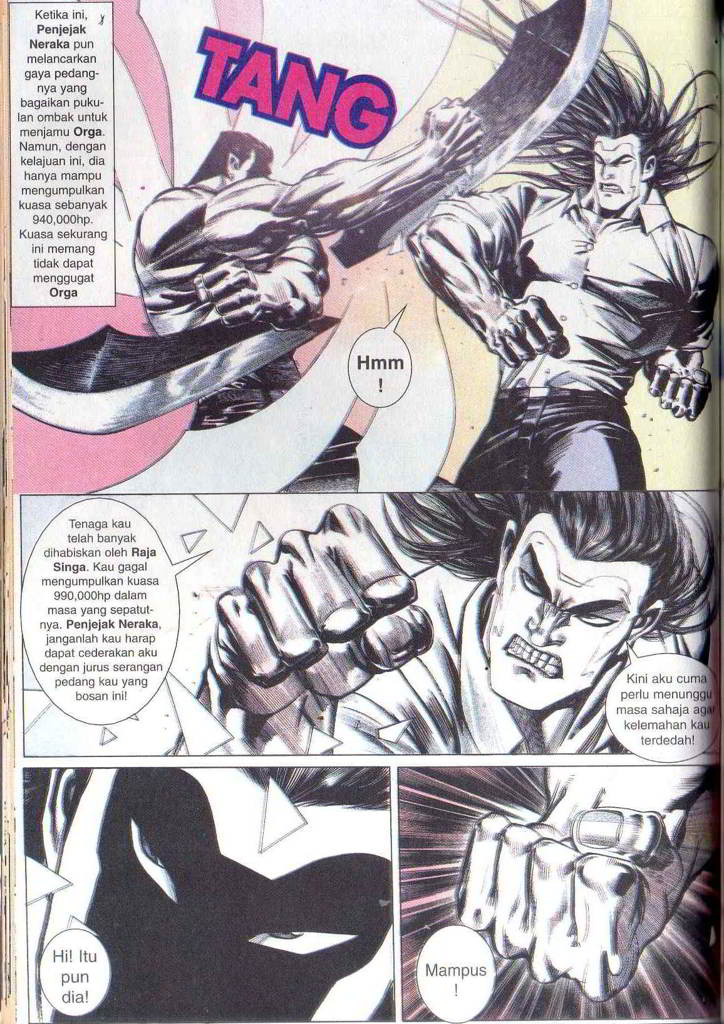 Ketika ini,
Penjejak
Neraka pun
melancarkan
gaya pedang-
nya yang
bagaikan puku-
lan ombak untuk
menjamu Orga.
Namun, dengan
kelajuan ini, dia
hanya mampu
mengumpulkan
kuasa sebanyak
940,000hp.
Kuasa sekurang
ini memang
tidak dapat
menggugat
Orga
TANG
Hmm
!
Tenaga kau
telah banyak
dihabiskan oleh Raja
Singa. Kau gagal
mengumpulkan kuasa
990,000hp dalam
masa yang sepatut-
nya. Penjejak Neraka,
janganlah kau harap
dapat cederakan aku
dengan jurus serangan
pedang kau yang
bosan ini!
Kini aku cuma
perlu menunggu
masa sahaja agar
kelemahan kau
terdedah!
Hi! Itu
pun
dia!
Mampus
!